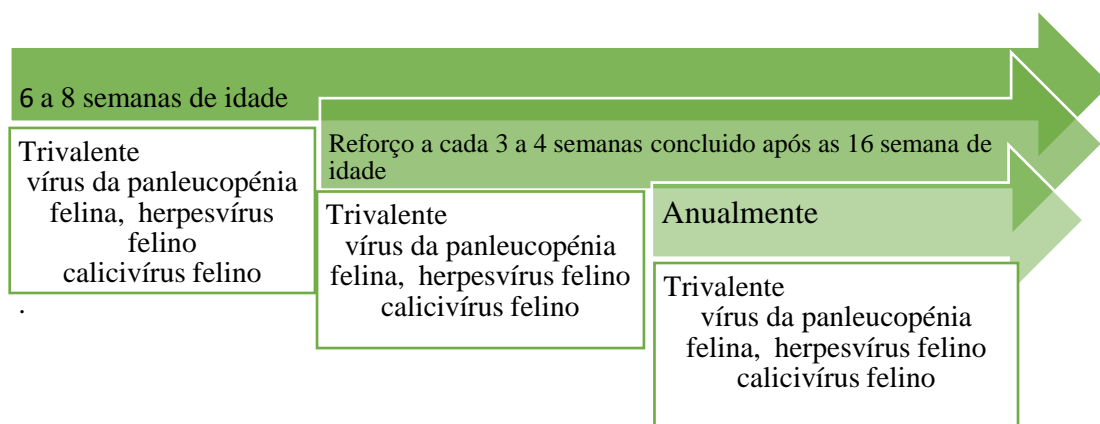 6 a 8 semanas de idade
Trivalente
vírus da panleucopénia
felina, herpesvírus
felino
calicivírus felino
.
Reforço a cada 3 a 4 semanas concluido após as 16 semana de
idade
Trivalente
vírus da panleucopénia
felina, herpesvírus felino
calicivírus felino
Anualmente
Trivalente
vírus da panleucopénia
felina, herpesvírus felino
calicivírus felino